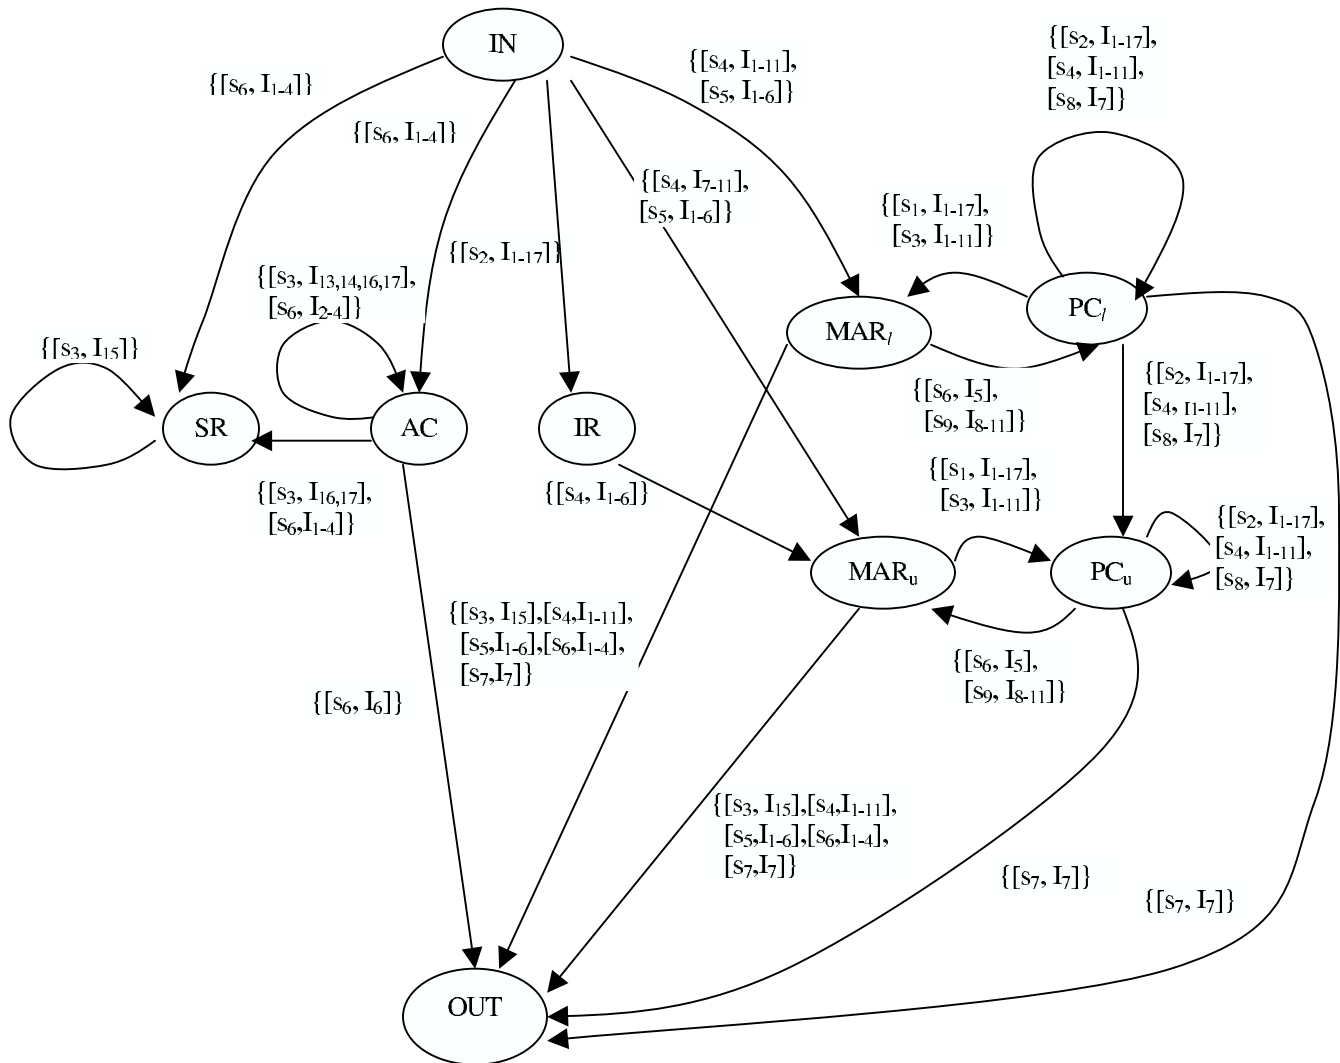 IN
{[s₂, I₁₋₁₇],
[s₄, I₁₋₁₁],
[s₈, I₇]}
{[s₄, I₁₋₁₁],
[s₅, I₁₋₆]}
{[s₆, I₁₋₄]}
{[s₆, I₁₋₄]}
{[s₄, I₇₋₁₁],
[s₅, I₁₋₆]}
{[s₁, I₁₋₁₇],
[s₃, I₁₋₁₁]}
{[s₂, I₁₋₁₇]}
{[s₃, I₁₃,₁₄,₁₆,₁₇],
[s₆, I₂₋₄]}
PCl
MARl
{[s₃, I₁₅]}
{[s₆, I₅],
[s₉, I₈₋₁₁]}
{[s₂, I₁₋₁₇],
[s₄, I₁₋₁₁],
[s₈, I₇]}
SR
AC
IR
{[s₃, I₁₆,₁₇],
[s₆,I₁₋₄]}
{[s₄, I₁₋₆]}
{[s₁, I₁₋₁₇],
[s₃, I₁₋₁₁]}
{[s₂, I₁₋₁₇],
[s₄, I₁₋₁₁],
[s₈, I₇]}
MARu
PCu
{[s₃, I₁₅],[s₄,I₁₋₁₁],
[s₅,I₁₋₆],[s₆,I₁₋₄],
[s₇,I₇]}
{[s₆, I₅],
[s₉, I₈₋₁₁]}
{[s₆, I₆]}
{[s₃, I₁₅],[s₄,I₁₋₁₁],
[s₅,I₁₋₆],[s₆,I₁₋₄],
[s₇,I₇]}
{[s₇, I₇]}
{[s₇, I₇]}
OUT